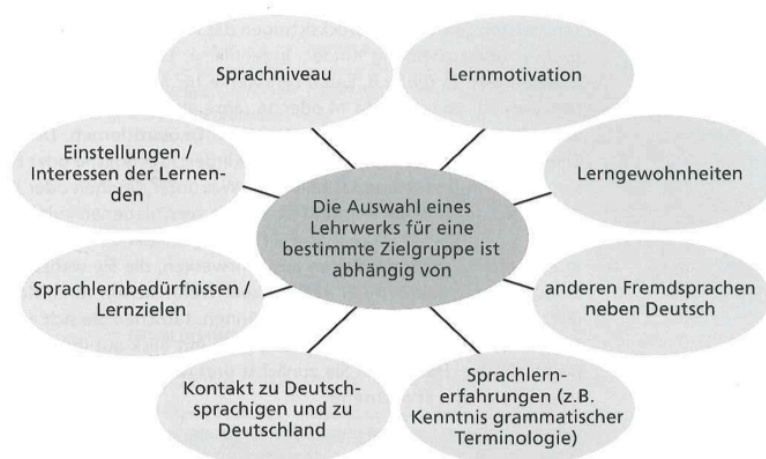 Sprachniveau
Lernmotivation
Einstellungen /
Interessen der Lernen-
den
Lerngewohnheiten
Die Auswahl eines
Lehrwerks für eine
bestimmte Zielgruppe ist
abhängig von
Sprachlernbedürfnissen /
Lernzielen
anderen Fremdsprachen
neben Deutsch
Kontakt zu Deutsch-
sprachigen und zu
Deutschland
Sprachlern-
erfahrungen (z.B.
Kenntnis grammatischer
Terminologie)